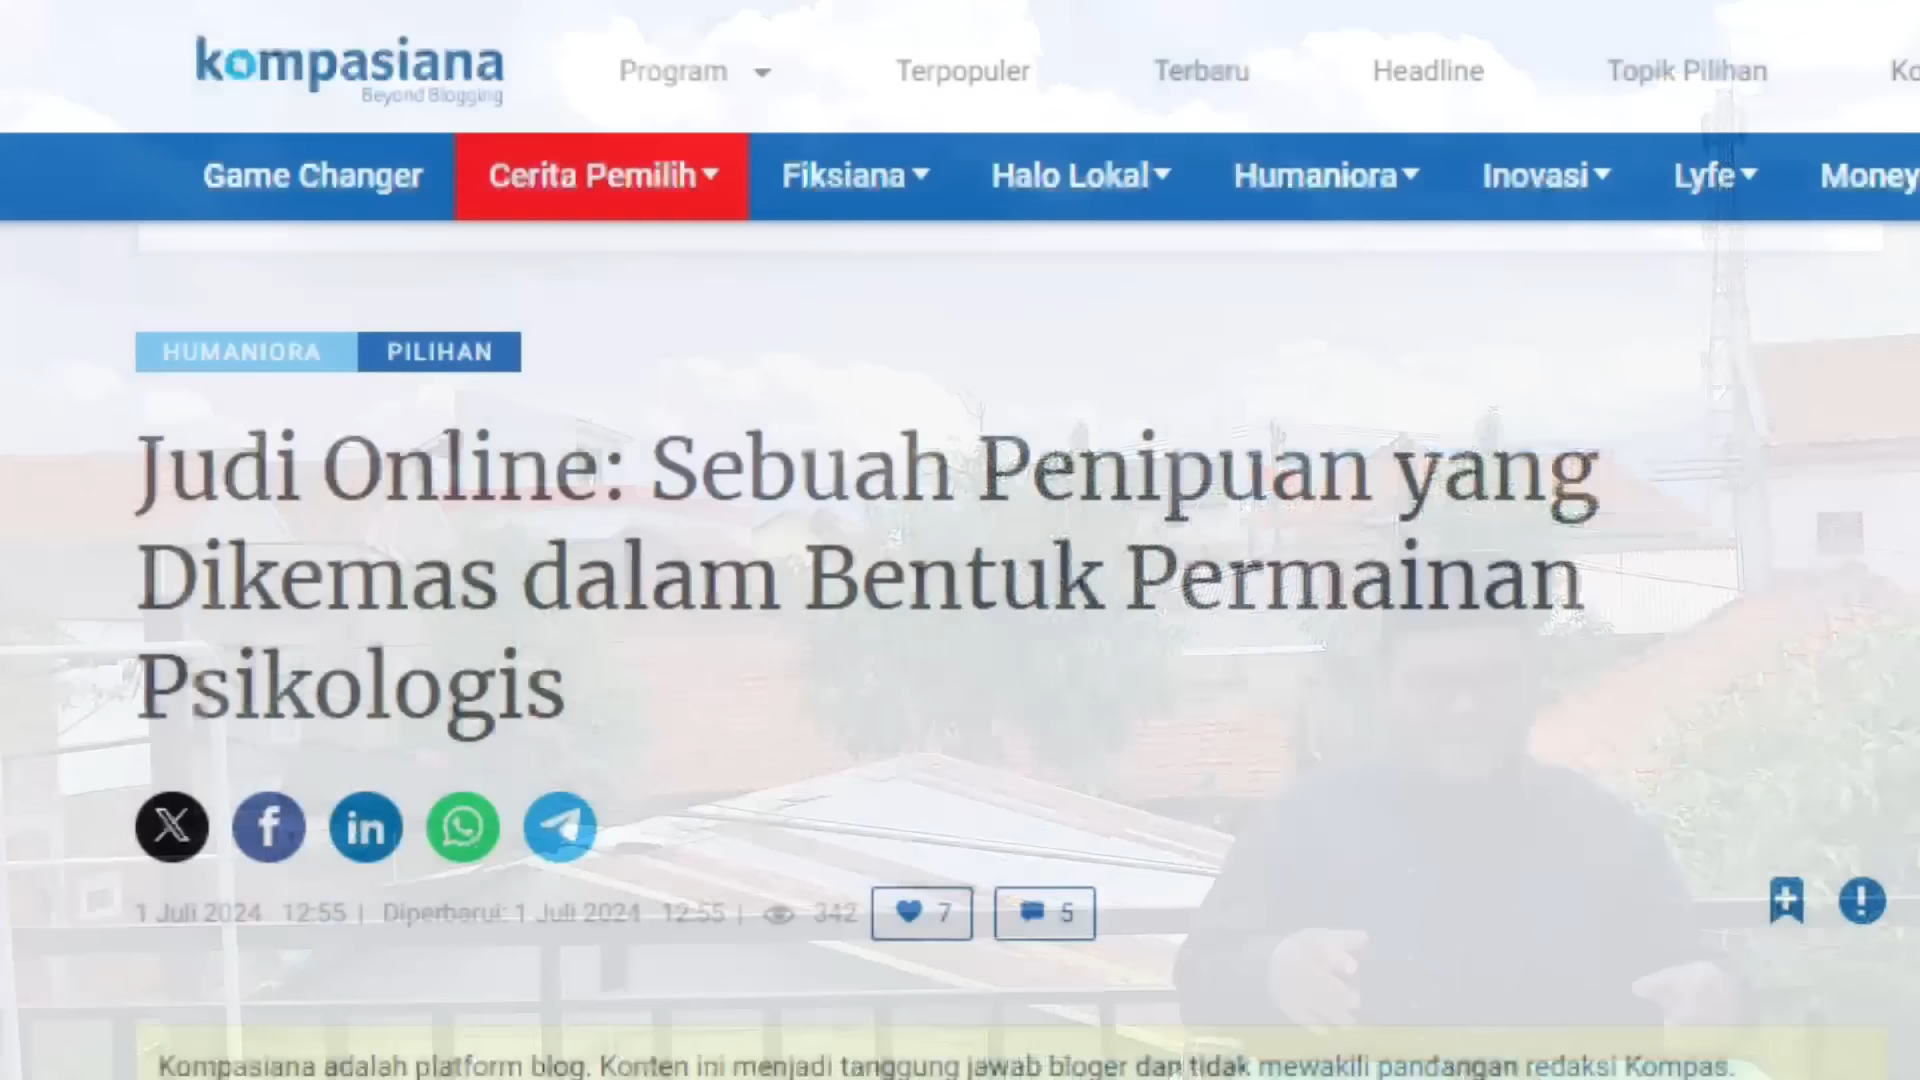 kompasiana
Beyond Blogging
Program Terpopuler Terbaru Headline Topik Pilihan
Game Changer Cerita Pemilih Fiksiana Halo Lokal Humaniora Inovasi Lyfe Money
HUMANIORA PILIHAN
Judi Online: Sebuah Penipuan yang
Dikemas dalam Bentuk Permainan
Psikologis
1 Juli 2024 12:55 | Diperbarui: 1 Juli 2024 12:55 | 342 7 5
Kompasiana adalah platform blog. Konten ini menjadi tanggung jawab bloger dan tidak mewakili pandangan redaksi Kompas.